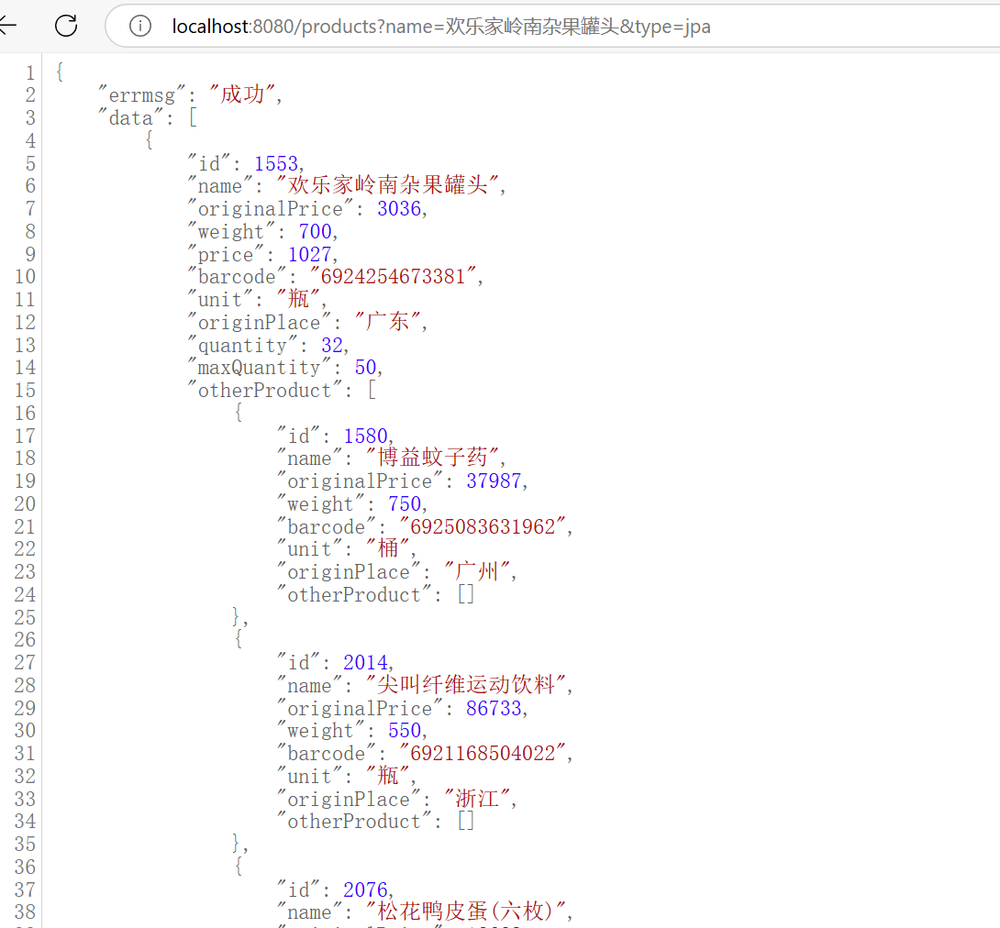 localhost:8080/products?name=欢乐家岭南杂果罐头&type=jpa
1 {
2 "errmsg": "成功",
3 "data": [
4 {
5 "id": 1553,
6 "name": "欢乐家岭南杂果罐头",
7 "originalPrice": 3036,
8 "weight": 700,
9 "price": 1027,
10 "barcode": "6924254673381",
11 "unit": "瓶",
12 "originPlace": "广东",
13 "quantity": 32,
14 "maxQuantity": 50,
15 "otherProduct": [
16 {
17 "id": 1580,
18 "name": "博益蚊子药",
19 "originalPrice": 37987,
20 "weight": 750,
21 "barcode": "6925083631962",
22 "unit": "桶",
23 "originPlace": "广州",
24 "otherProduct": []
25 },
26 {
27 "id": 2014,
28 "name": "尖叫纤维运动饮料",
29 "originalPrice": 86733,
30 "weight": 550,
31 "barcode": "6921168504022",
32 "unit": "瓶",
33 "originPlace": "浙江",
34 "otherProduct": []
35 },
36 {
37 "id": 2076,
38 "name": "松花鸭皮蛋(六枚)",